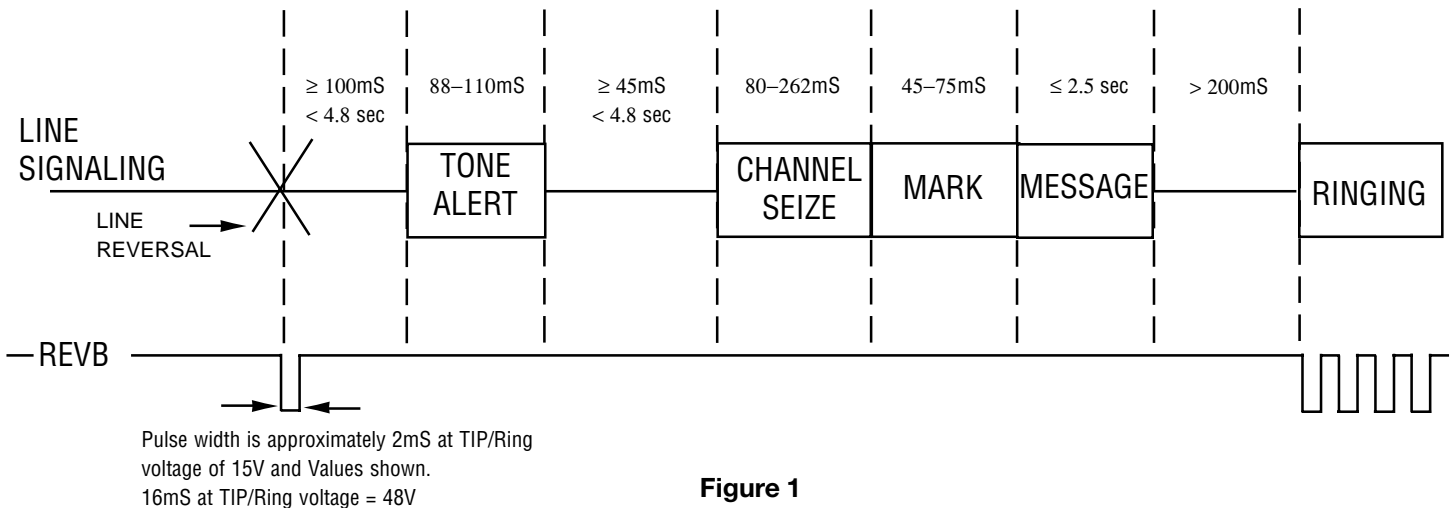 ≥ 100mS 88–110mS ≥ 45mS 80–262mS 45–75mS ≤ 2.5 sec > 200mS
< 4.8 sec < 4.8 sec
LINE
SIGNALING
TONE
ALERT
CHANNEL
SEIZE
MARK
MESSAGE
RINGING
LINE
REVERSAL
REVB
Pulse width is approximately 2mS at TIP/Ring
voltage of 15V and Values shown.
16mS at TIP/Ring voltage = 48V
Figure 1